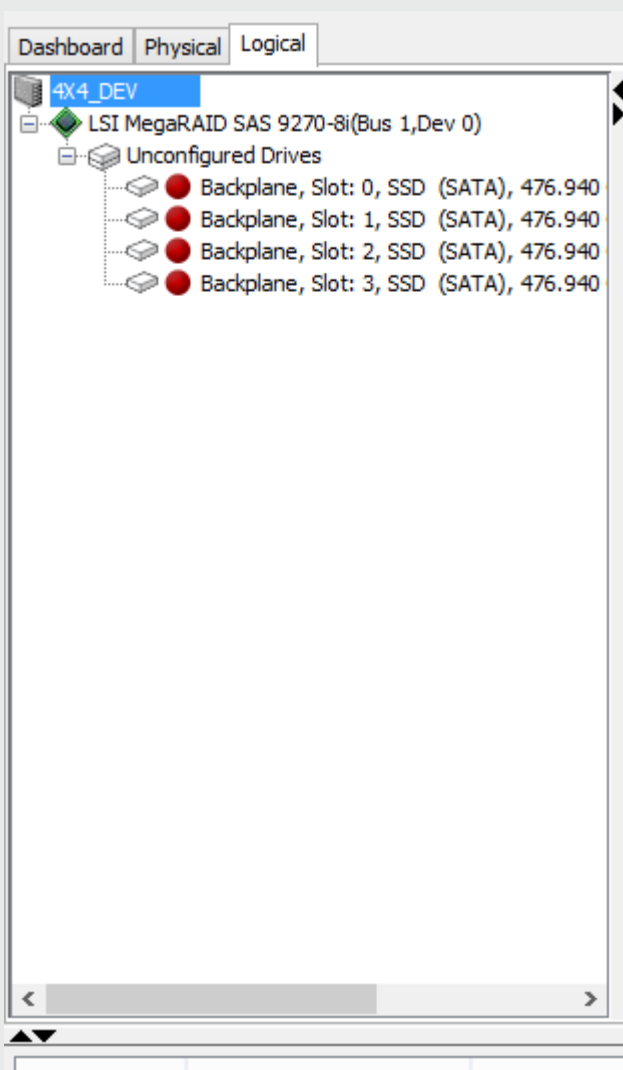 Dashboard Physical Logical
4X4_DEV
LSI MegaRAID SAS 9270-8i(Bus 1,Dev 0)
Unconfigured Drives
Backplane, Slot: 0, SSD (SATA), 476.940
Backplane, Slot: 1, SSD (SATA), 476.940
Backplane, Slot: 2, SSD (SATA), 476.940
Backplane, Slot: 3, SSD (SATA), 476.940